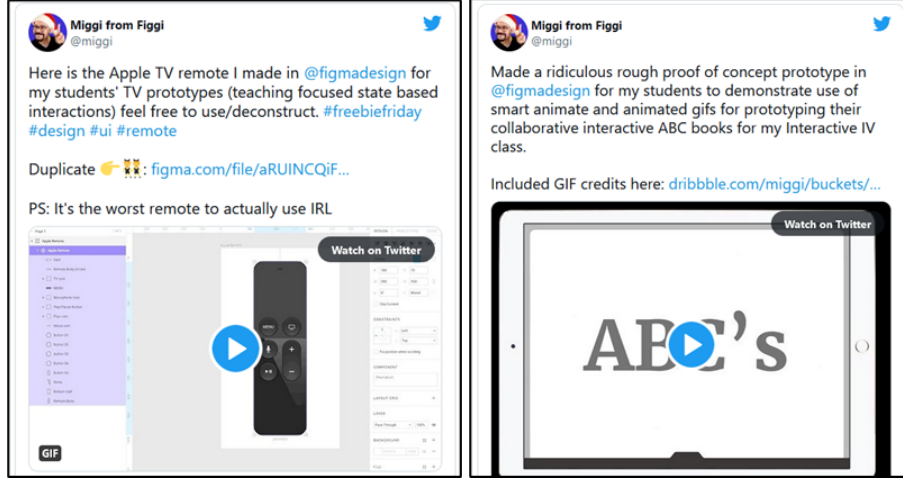 Miggi from Figgi
@miggi
Here is the Apple TV remote I made in @figmadesign for
my students' TV prototypes (teaching focused state based
interactions) feel free to use/deconstruct. #freebiefriday
#design #ui #remote
Duplicate 👉👯: figma.com/file/aRUINCQiF...
PS: It's the worst remote to actually use IRL
Watch on Twitter
MENU
GIF
Miggi from Figgi
@miggi
Made a ridiculous rough proof of concept prototype in
@figmadesign for my students to demonstrate use of
smart animate and animated gifs for prototyping their
collaborative interactive ABC books for my Interactive IV
class.
Included GIF credits here: dribbble.com/miggi/buckets/...
Watch on Twitter
ABC's